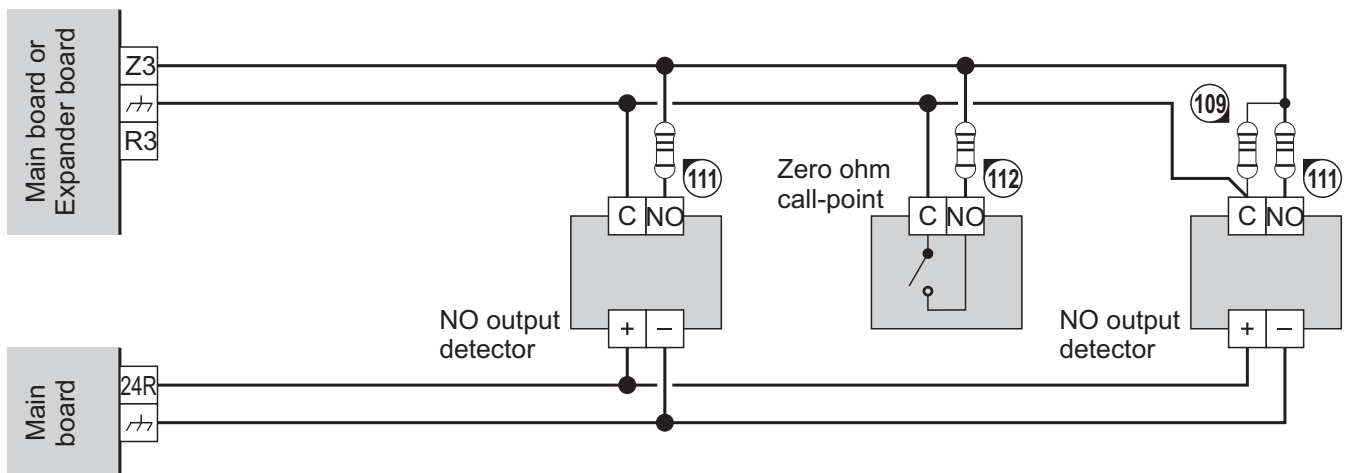 Main board or
Expander board
Z3
R3
109
111
Zero ohm
call-point
112
111
C NO
C NO
C NO
NO output
detector
+ –
NO output
detector
+ –
Main
board
24R